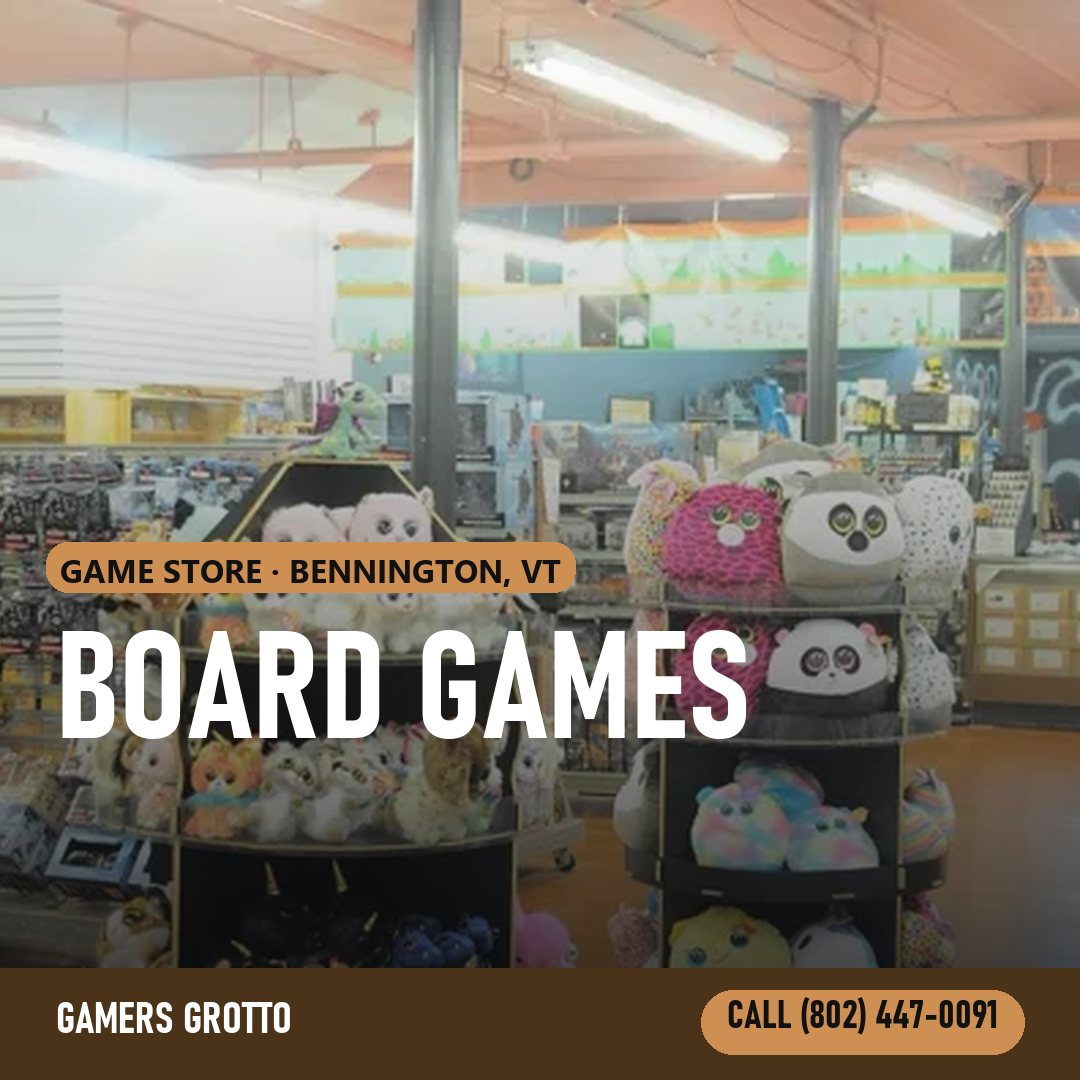 GAME STORE · BENNINGTON, VT
BOARD GAMES
GAMERS GROTTO
CALL (802) 447-0091